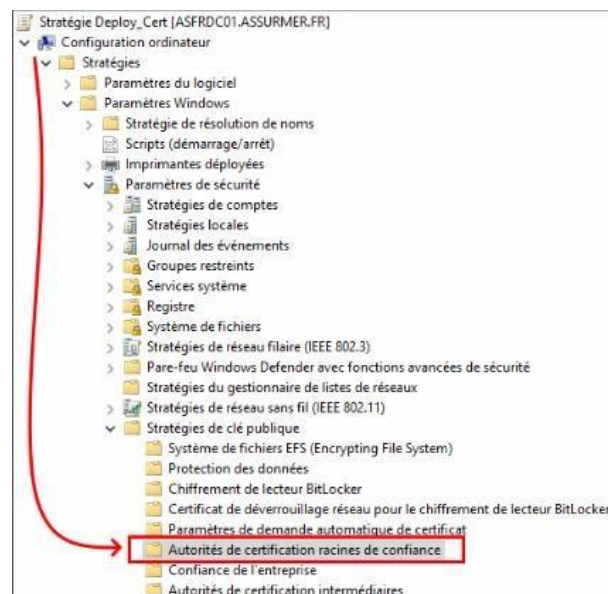 Stratégie Deploy_Cert [ASFRDC01.ASSURMER.FR]
Configuration ordinateur
Stratégies
Paramètres du logiciel
Paramètres Windows
Stratégie de résolution de noms
Scripts (démarrage/arrêt)
Imprimantes déployées
Paramètres de sécurité
Stratégies de comptes
Stratégies locales
Journal des événements
Groupes restreints
Services système
Registre
Système de fichiers
Stratégies de réseau filaire (IEEE 802.3)
Pare-feu Windows Defender avec fonctions avancées de sécurité
Stratégies du gestionnaire de listes de réseaux
Stratégies de réseau sans fil (IEEE 802.11)
Stratégies de clé publique
Système de fichiers EFS (Encrypting File System)
Protection des données
Chiffrement de lecteur BitLocker
Certificat de déverrouillage réseau pour le chiffrement de lecteur BitLocker
Paramètres de demande automatique de certificat
Autorités de certification racines de confiance
Confiance de l'entreprise
Autorités de certification intermédiaires